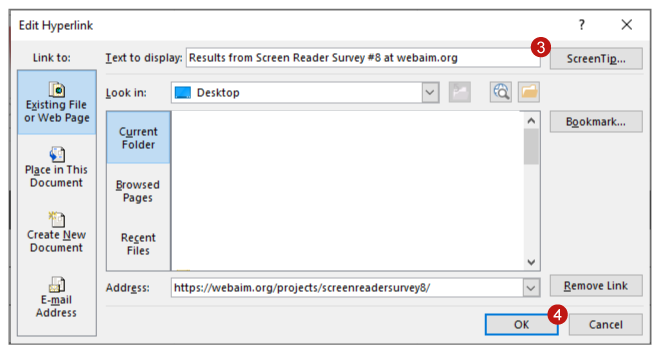 Edit Hyperlink ? ×
Link to:
Text to display: Results from Screen Reader Survey #8 at webaim.org
3
ScreenTip...
Existing File
or Web Page
Place in This
Document
Create New
Document
E-mail
Address
Look in: Desktop
Current
Folder
Browsed
Pages
Recent
Files
Bookmark...
Address: https://webaim.org/projects/screenreadersurvey8/
Remove Link
4
OK
Cancel